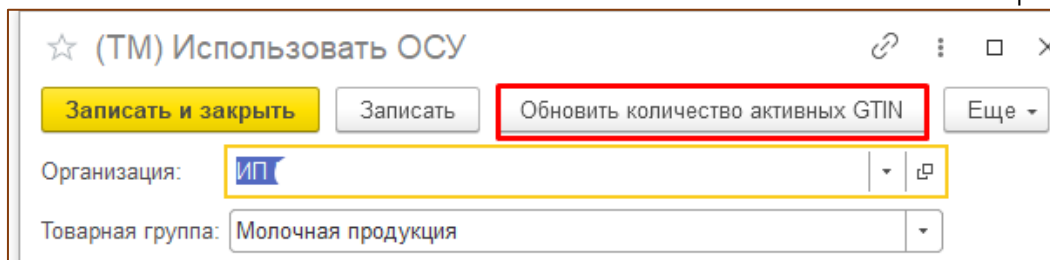 (ТМ) Использовать ОСУ
Записать и закрыть Записать Обновить количество активных GTIN Еще
Организация: ИП
Товарная группа: Молочная продукция